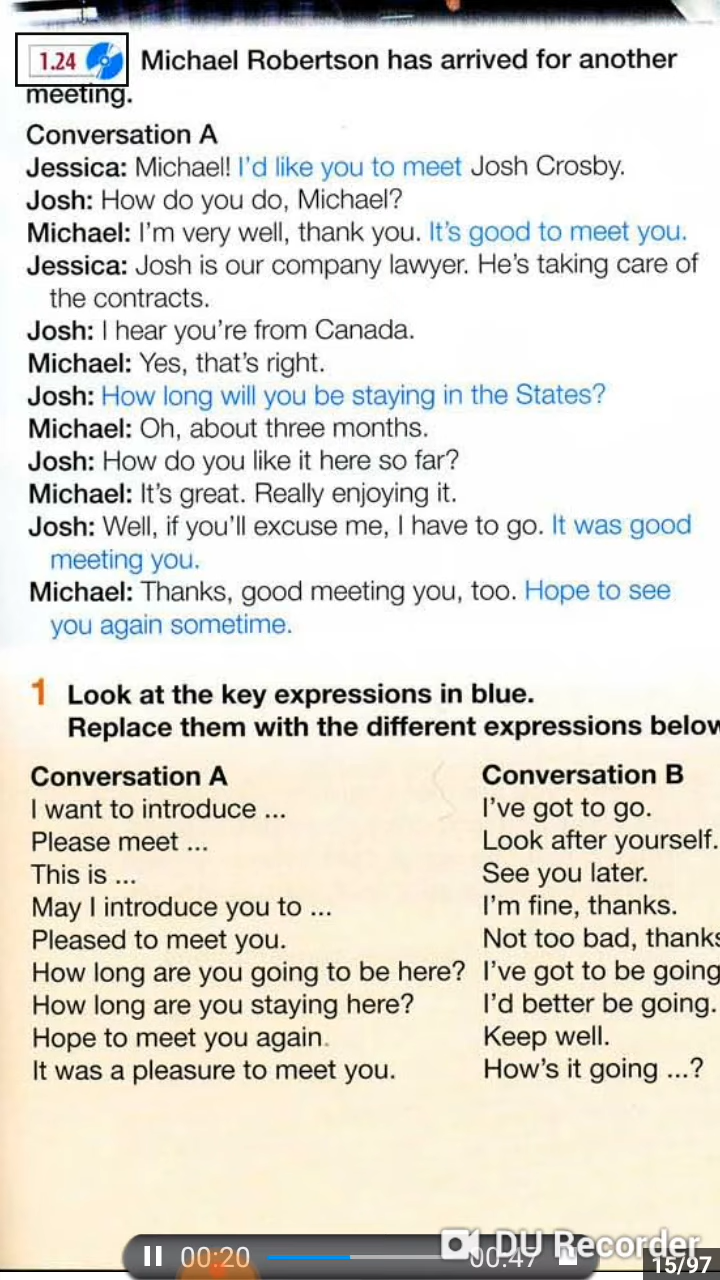 1.24 Michael Robertson has arrived for another
meeting.
Conversation A
Jessica: Michael! I'd like you to meet Josh Crosby.
Josh: How do you do, Michael?
Michael: I'm very well, thank you. It's good to meet you.
Jessica: Josh is our company lawyer. He's taking care of
the contracts.
Josh: I hear you're from Canada.
Michael: Yes, that's right.
Josh: How long will you be staying in the States?
Michael: Oh, about three months.
Josh: How do you like it here so far?
Michael: It's great. Really enjoying it.
Josh: Well, if you'll excuse me, I have to go. It was good
meeting you.
Michael: Thanks, good meeting you, too. Hope to see
you again sometime.
1 Look at the key expressions in blue.
Replace them with the different expressions below
Conversation A
I want to introduce ...
Please meet ...
This is ...
May I introduce you to ...
Pleased to meet you.
How long are you going to be here?
How long are you staying here?
Hope to meet you again.
It was a pleasure to meet you.
Conversation B
I've got to go.
Look after yourself.
See you later.
I'm fine, thanks.
Not too bad, thanks
I've got to be going
I'd better be going.
Keep well.
How's it going ...?
00:20 00:47
DU Recorder
15/97